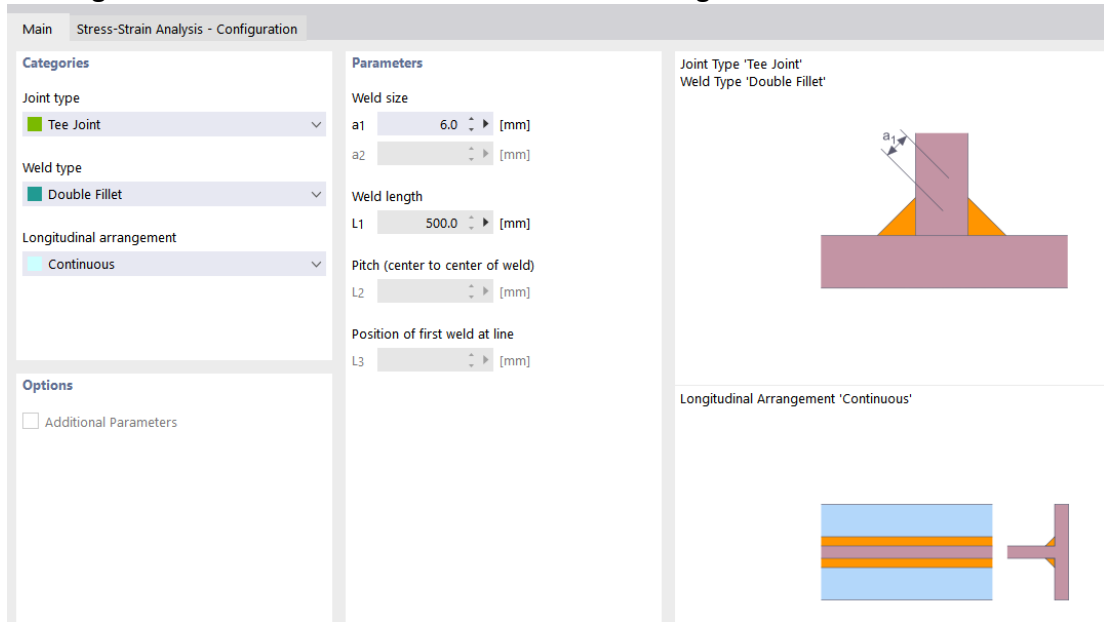 Main Stress-Strain Analysis - Configuration
Categories
Joint type
Tee Joint
Weld type
Double Fillet
Longitudinal arrangement
Continuous
Options
Additional Parameters
Parameters
Weld size
a1 6.0 [mm]
a2 [mm]
Weld length
L1 500.0 [mm]
Pitch (center to center of weld)
L2 [mm]
Position of first weld at line
L3 [mm]
Joint Type 'Tee Joint'
Weld Type 'Double Fillet'
a1
Longitudinal Arrangement 'Continuous'